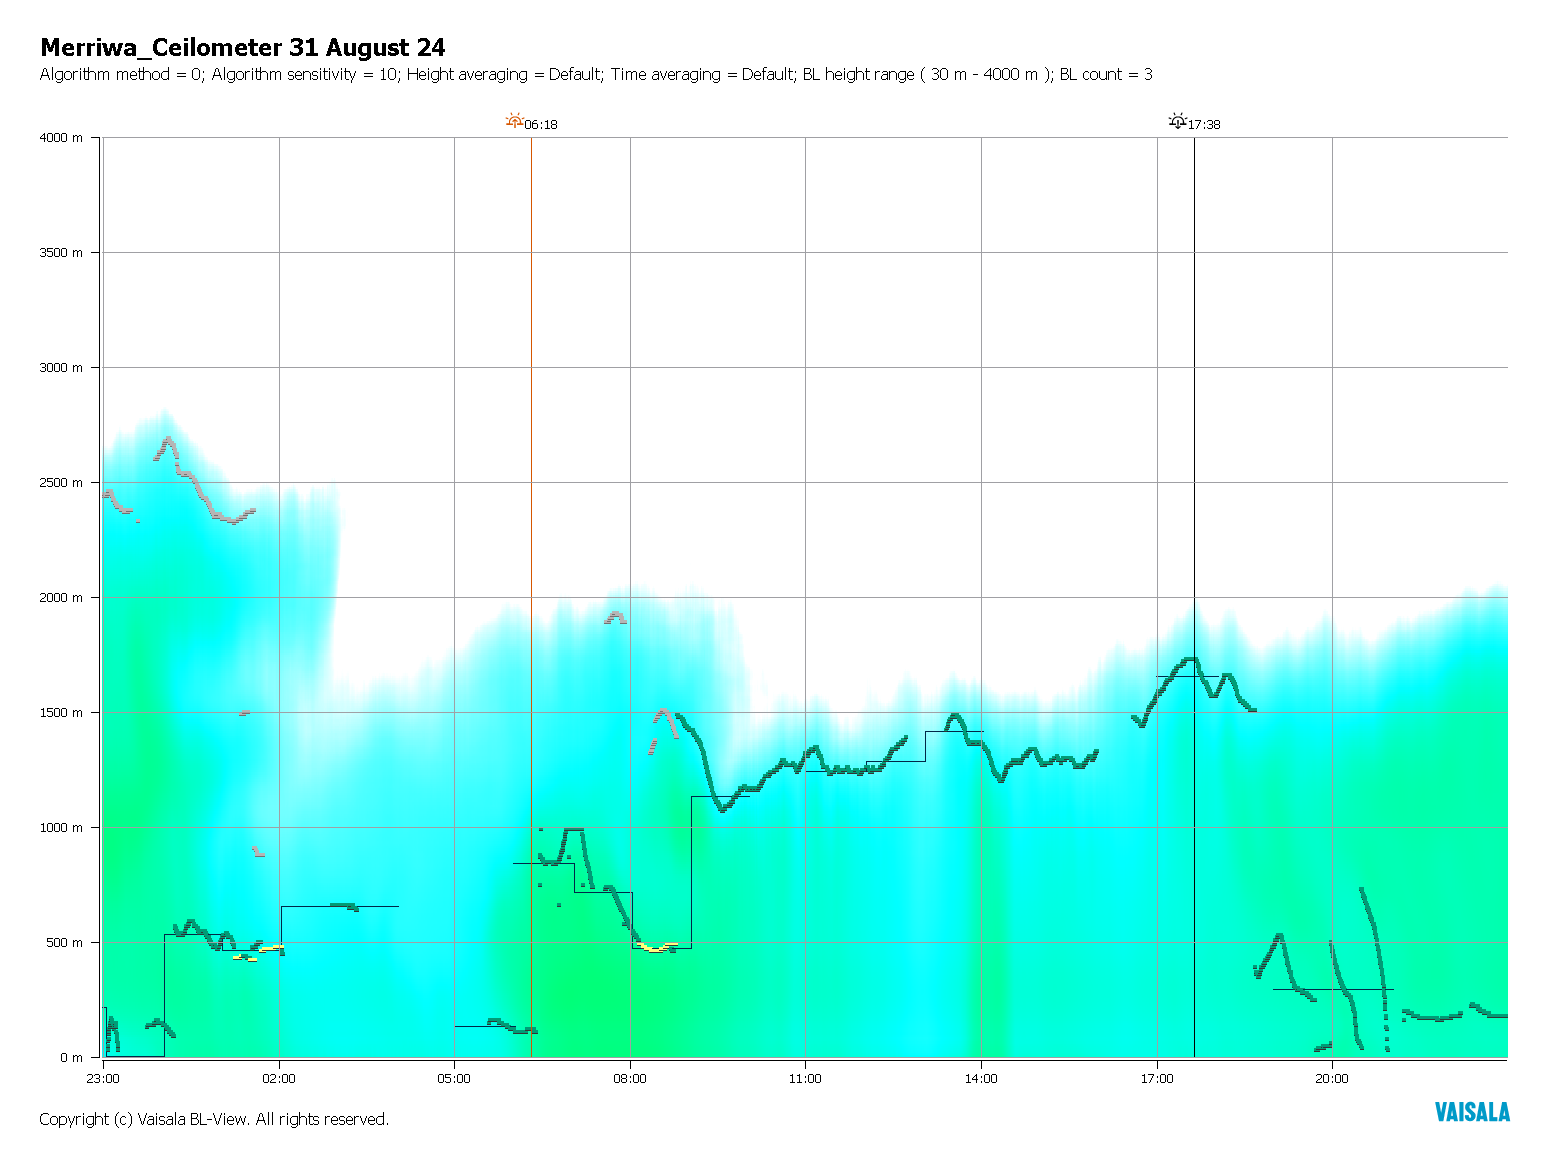 Merriwa_Ceilometer 31 August 24
Algorithm method = 0; Algorithm sensitivity = 10; Height averaging = Default; Time averaging = Default; BL height range ( 30 m - 4000 m ); BL count = 3
06:18
17:38
4000 m
3500 m
3000 m
2500 m
2000 m
1500 m
1000 m
500 m
0 m
23:00
02:00
05:00
08:00
11:00
14:00
17:00
20:00
Copyright (c) Vaisala BL-View. All rights reserved.
VAISALA